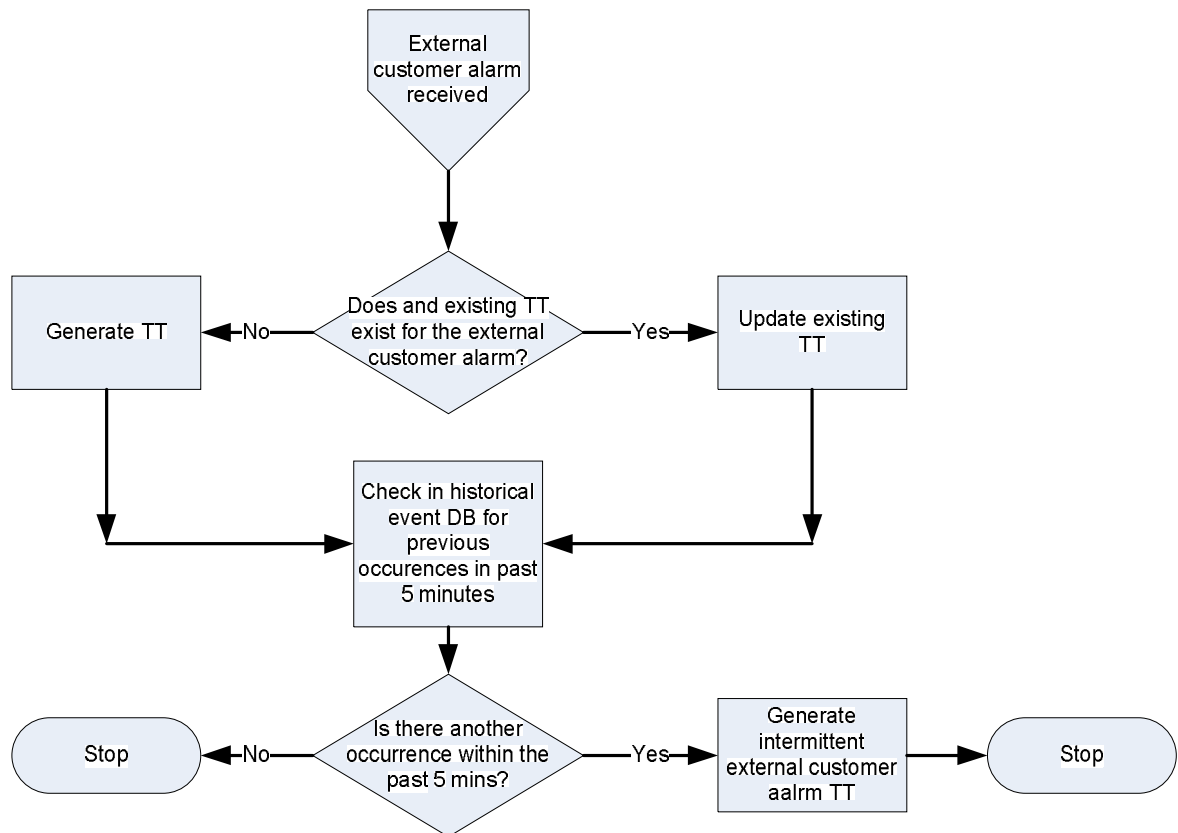 External
customer alarm
received
Does and existing TT
exist for the external
customer alarm?
No
Yes
Generate TT
Update existing
TT
Check in historical
event DB for
previous
occurences in past
5 minutes
Is there another
occurrence within the
past 5 mins?
No
Yes
Stop
Generate
intermittent
external customer
aalrm TT
Stop